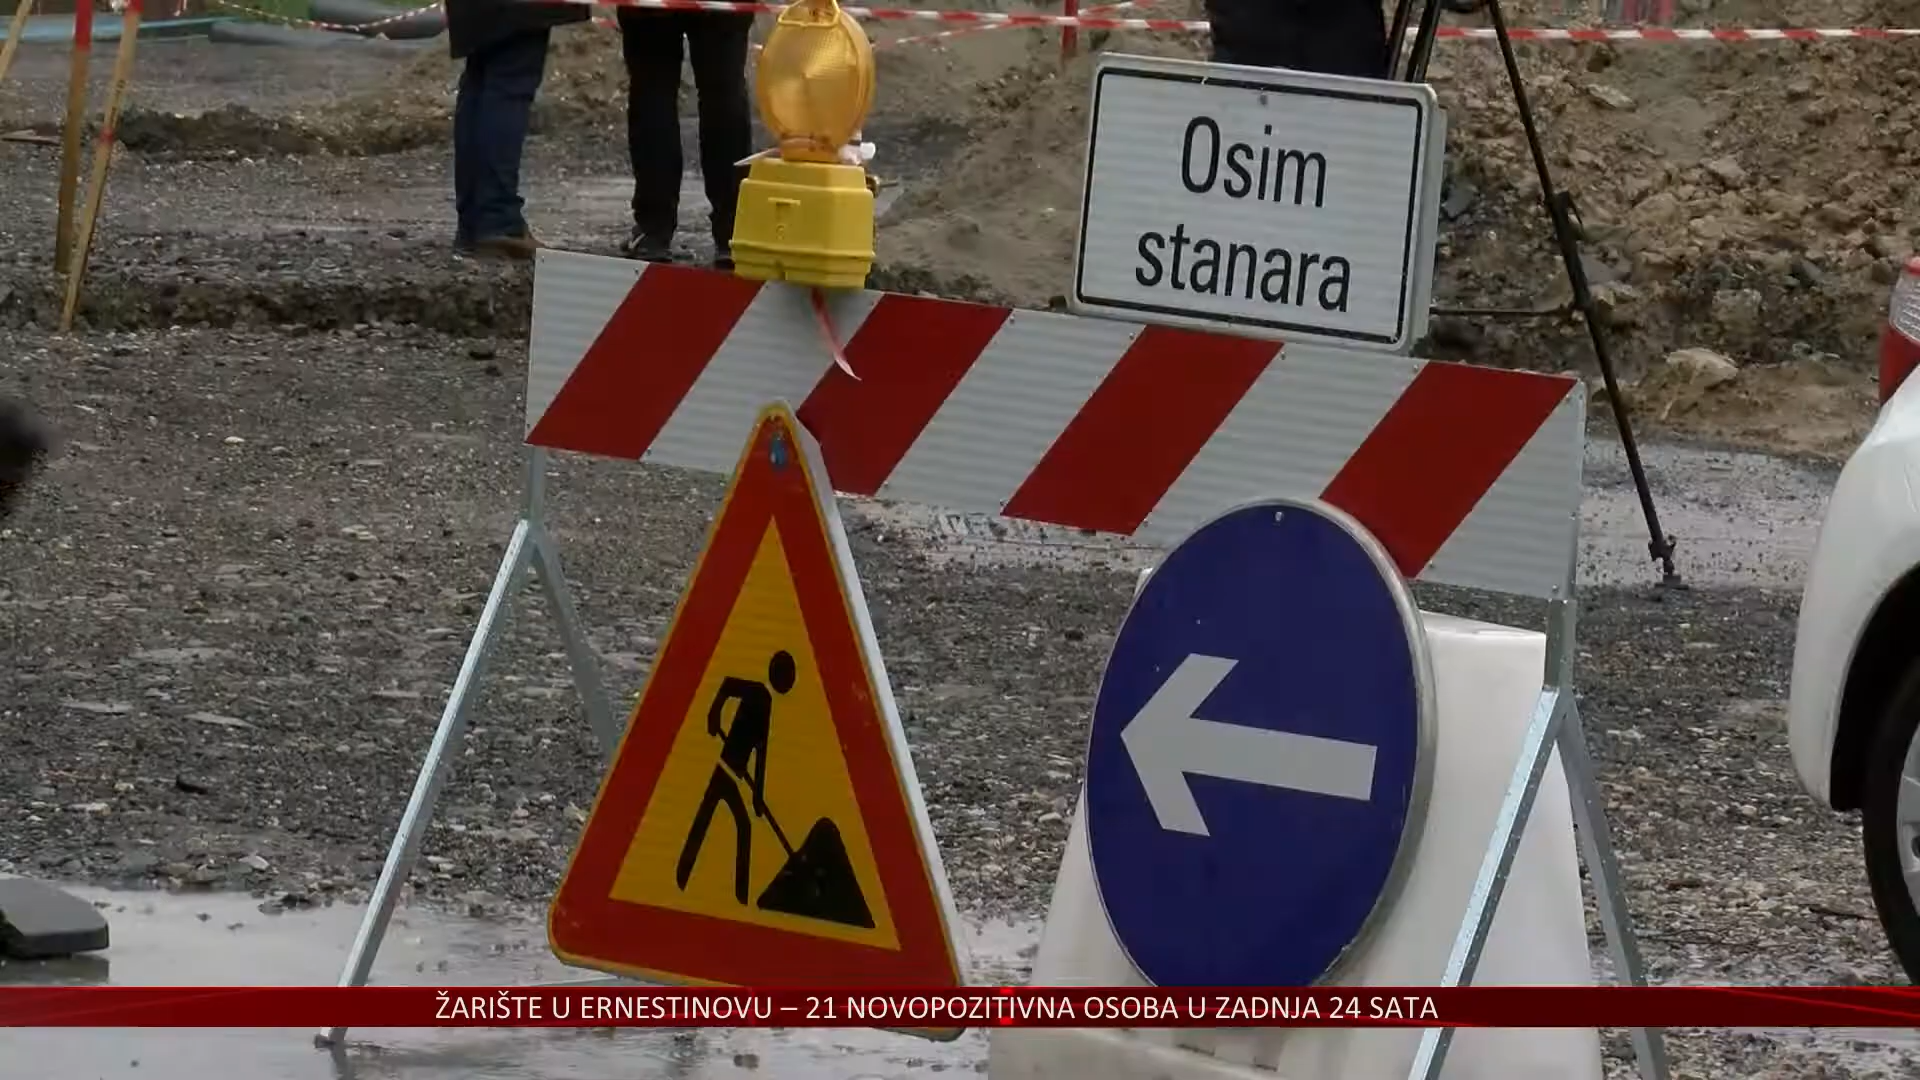 Osim
stanara
ŽARIŠTE U ERNESTINOVU – 21 NOVOPOZITIVNA OSOBA U ZADNJA 24 SATA